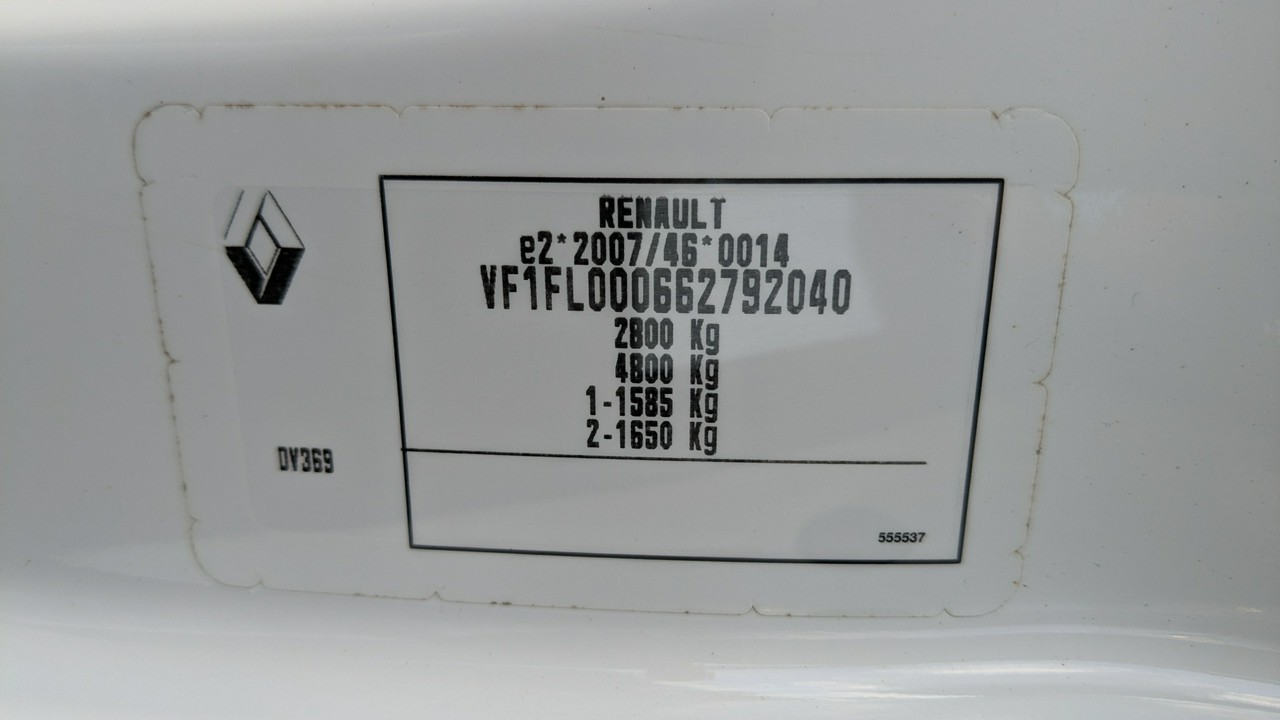 RENAULT
e2*2007/46*0014
VF1FL000662792040
2800 Kg
4800 Kg
1-1585 Kg
2-1650 Kg
DV369
555537